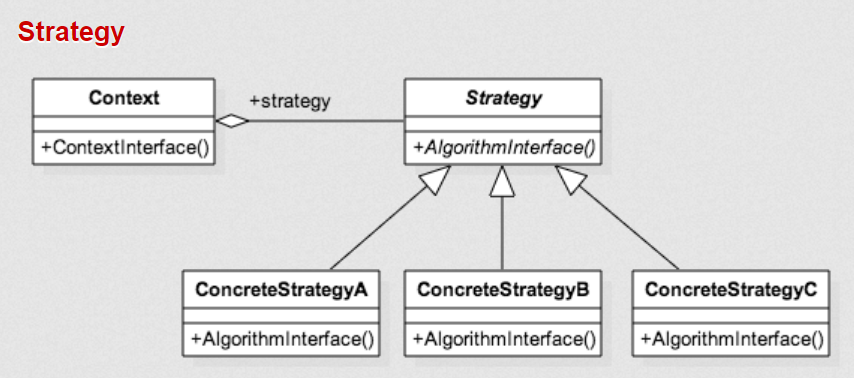 Strategy
Context
+strategy
Strategy
+ContextInterface()
+AlgorithmInterface()
ConcreteStrategyA
ConcreteStrategyB
ConcreteStrategyC
+AlgorithmInterface()
+AlgorithmInterface()
+AlgorithmInterface()